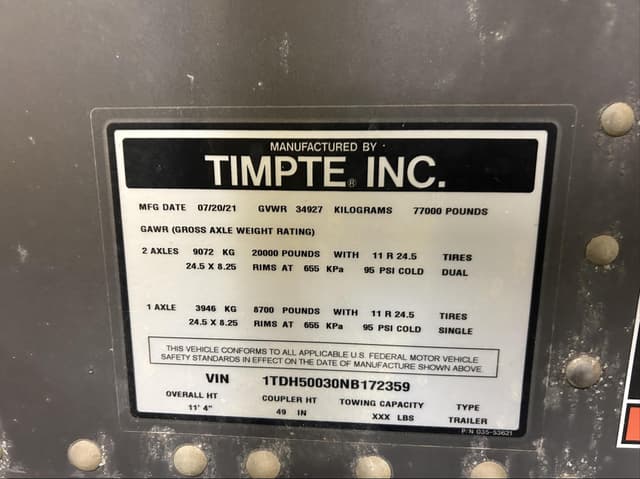 MANUFACTURED BY
TIMPTE® INC.
MFG DATE 07/20/21 GVWR 34927 KILOGRAMS 77000 POUNDS
GAWR (GROSS AXLE WEIGHT RATING)
2 AXLES 9072 KG 20000 POUNDS WITH 11 R 24.5 TIRES
24.5 X 8.25 RIMS AT 655 KPa 95 PSI COLD DUAL
1 AXLE 3946 KG 8700 POUNDS WITH 11 R 24.5 TIRES
24.5 X 8.25 RIMS AT 655 KPa 95 PSI COLD SINGLE
THIS VEHICLE CONFORMS TO ALL APPLICABLE U.S. FEDERAL MOTOR VEHICLE
SAFETY STANDARDS IN EFFECT ON THE DATE OF MANUFACTURE SHOWN ABOVE
VIN 1TDH50030NB172359
OVERALL HT COUPLER HT TOWING CAPACITY TYPE
11' 4" 49 IN XXX LBS TRAILER
P/N 035-53621